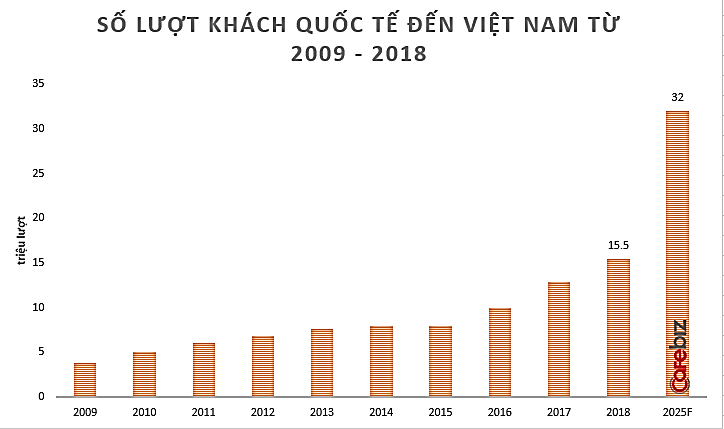 SỐ LƯỢT KHÁCH QUỐC TẾ ĐẾN VIỆT NAM TỪ
2009 - 2018
triệu lượt
35
30
25
20
15
10
5
0
15.5
32
2009 2010 2011 2012 2013 2014 2015 2016 2017 2018 2025F
Cafebiz